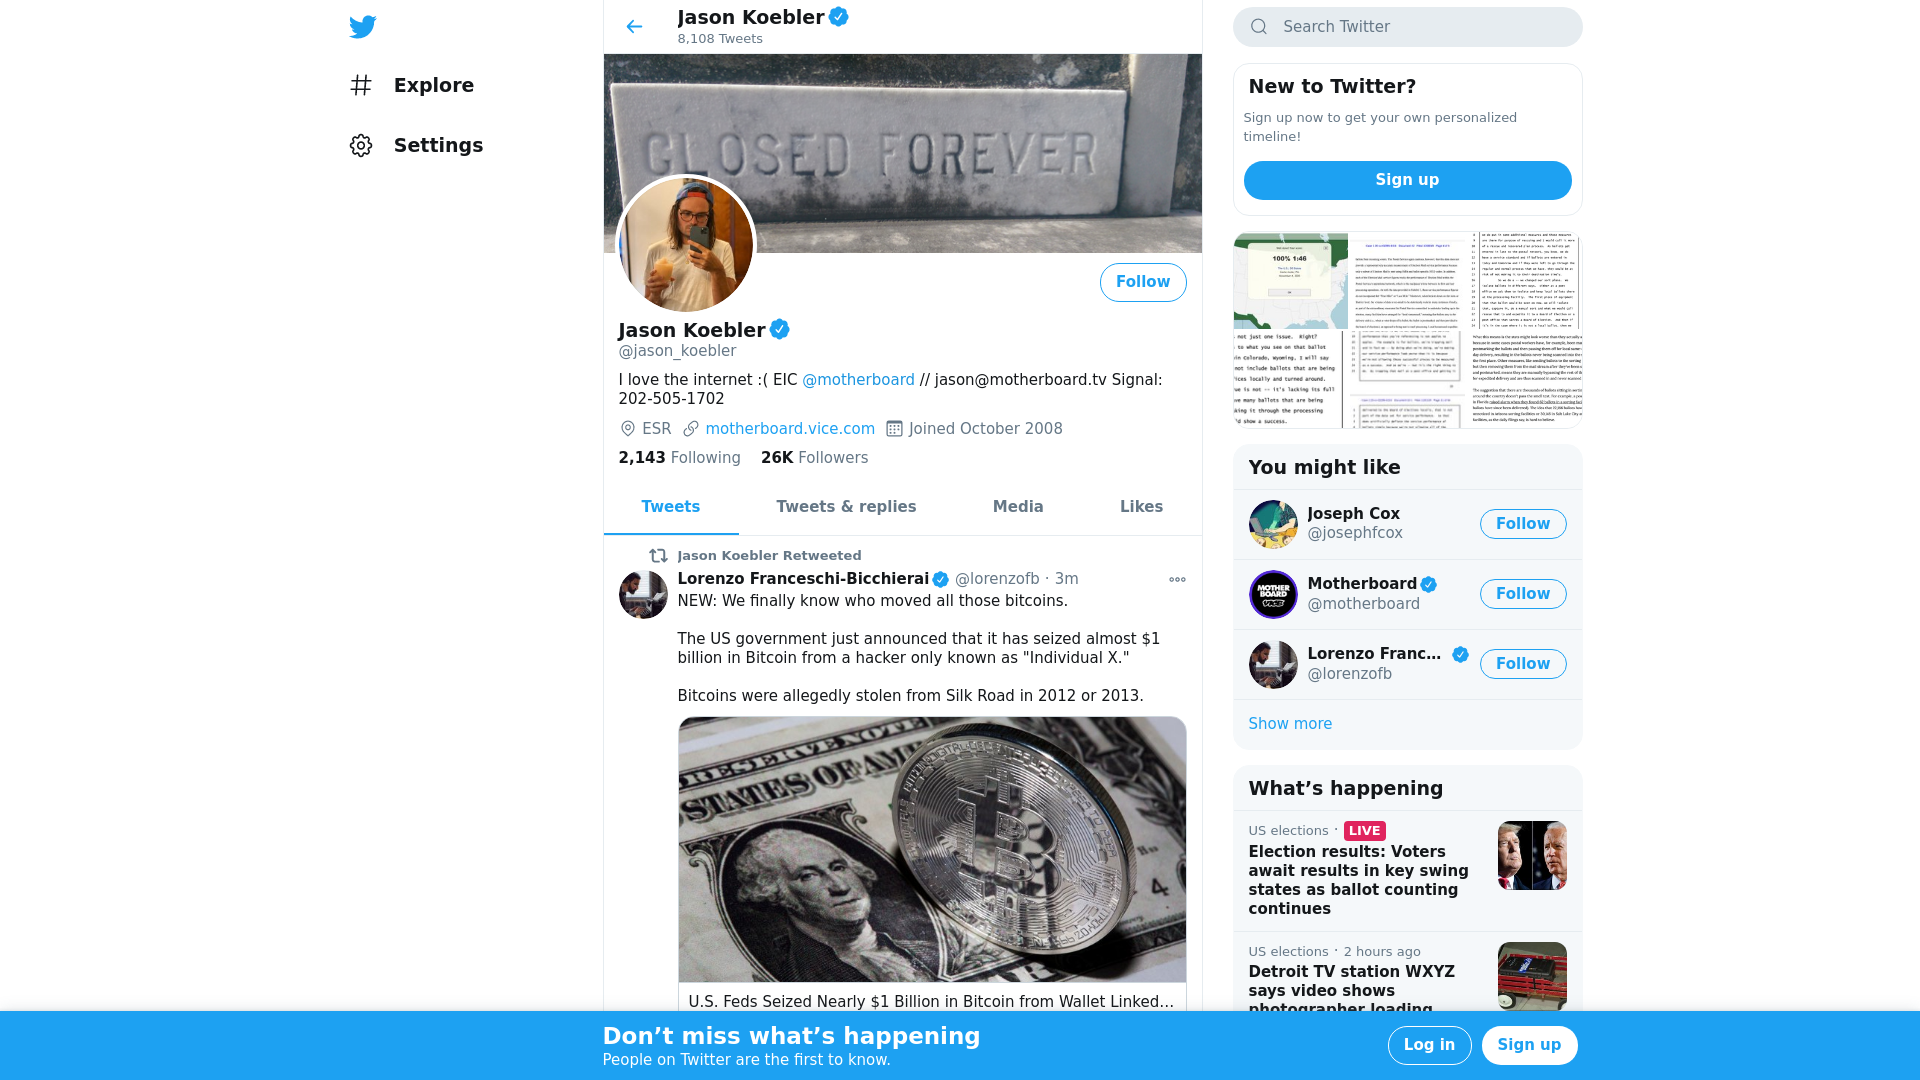 Explore
Settings
Jason Koebler
8,108 Tweets
CLOSED FOREVER
Follow
Jason Koebler
@jason_koebler
I love the internet :( EIC @motherboard // jason@motherboard.tv Signal:
202-505-1702
ESR motherboard.vice.com Joined October 2008
2,143 Following 26K Followers
Tweets Tweets & replies Media Likes
Jason Koebler Retweeted
Lorenzo Franceschi-Bicchierai @lorenzofb · 3m
NEW: We finally know who moved all those bitcoins.
The US government just announced that it has seized almost $1
billion in Bitcoin from a hacker only known as "Individual X."
Bitcoins were allegedly stolen from Silk Road in 2012 or 2013.
U.S. Feds Seized Nearly $1 Billion in Bitcoin from Wallet Linked…
Search Twitter
New to Twitter?
Sign up now to get your own personalized
timeline!
Sign up
100% 1:46
You might like
Joseph Cox
@josephfcox
Follow
MOTHER
BOARD
VICE
Motherboard
@motherboard
Follow
Lorenzo Franc…
@lorenzofb
Follow
Show more
What’s happening
US elections · LIVE
Election results: Voters
await results in key swing
states as ballot counting
continues
US elections · 2 hours ago
Detroit TV station WXYZ
says video shows
photographer loading
Don’t miss what’s happening
People on Twitter are the first to know.
Log in
Sign up